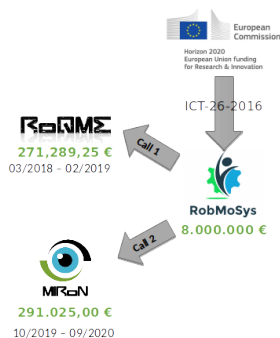 European
Commission
Horizon 2020
European Union funding
for Research & Innovation
ICT-26-2016
RoQME
271,289,25 €
03/2018 - 02/2019
Call 1
RobMoSys
8.000.000 €
Call 2
MIRoN
291.025,00 €
10/2019 - 09/2020